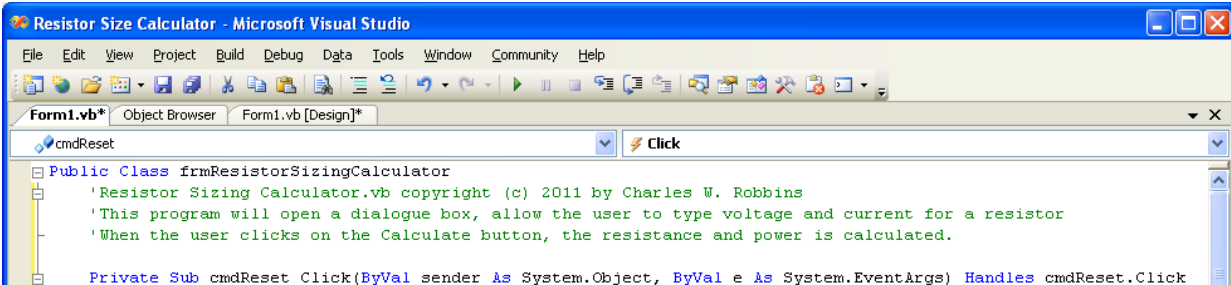 Resistor Size Calculator - Microsoft Visual Studio
File Edit View Project Build Debug Data Tools Window Community Help
Form1.vb* Object Browser Form1.vb [Design]*
cmdReset Click
Public Class frmResistorSizingCalculator
'Resistor Sizing Calculator.vb copyright (c) 2011 by Charles W. Robbins
'This program will open a dialogue box, allow the user to type voltage and current for a resistor
'When the user clicks on the Calculate button, the resistance and power is calculated.
Private Sub cmdReset_Click(ByVal sender As System.Object, ByVal e As System.EventArgs) Handles cmdReset.Click